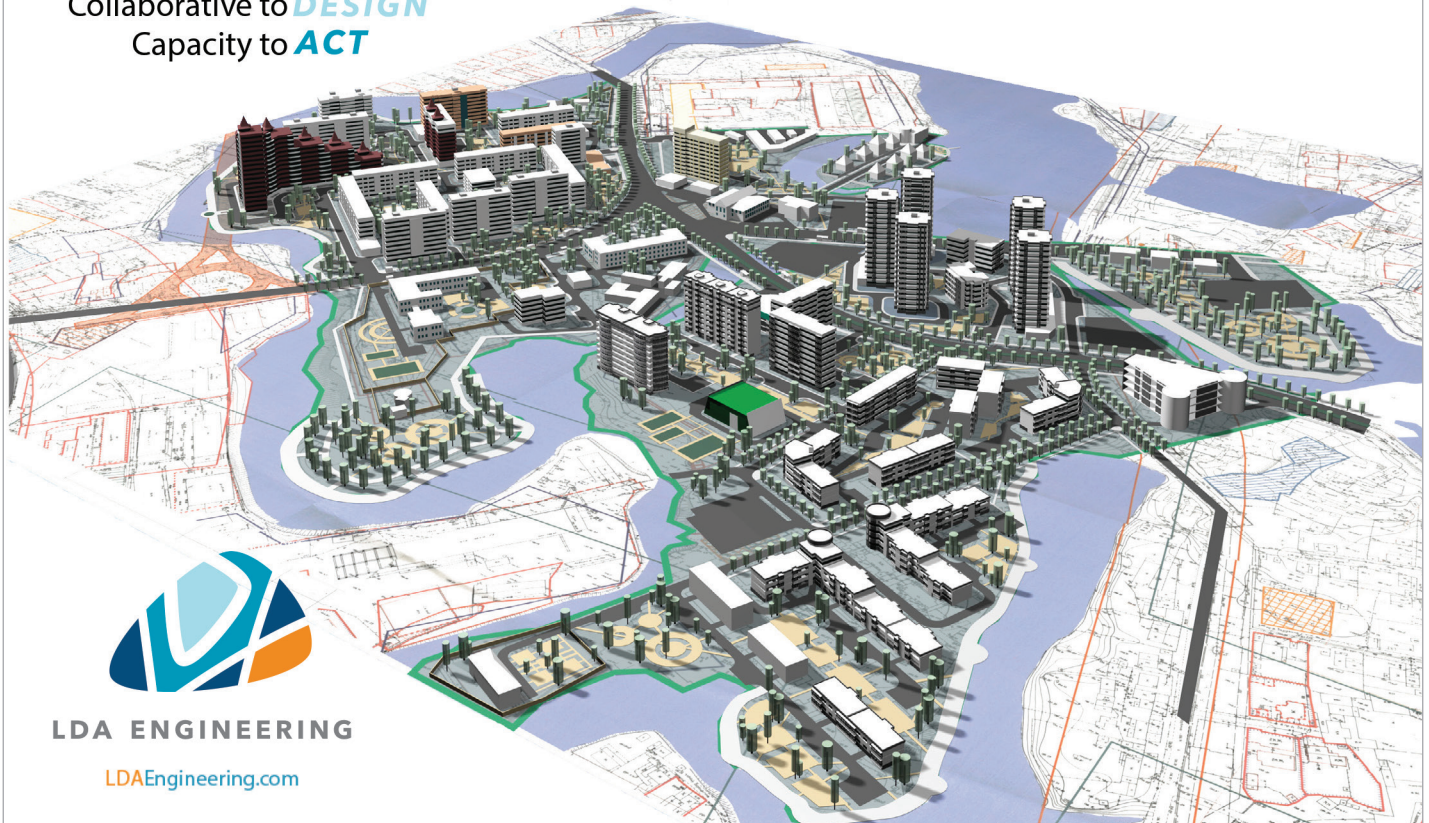 Collaborative to DESIGN
Capacity to ACT
LDA ENGINEERING
LDAEngineering.com